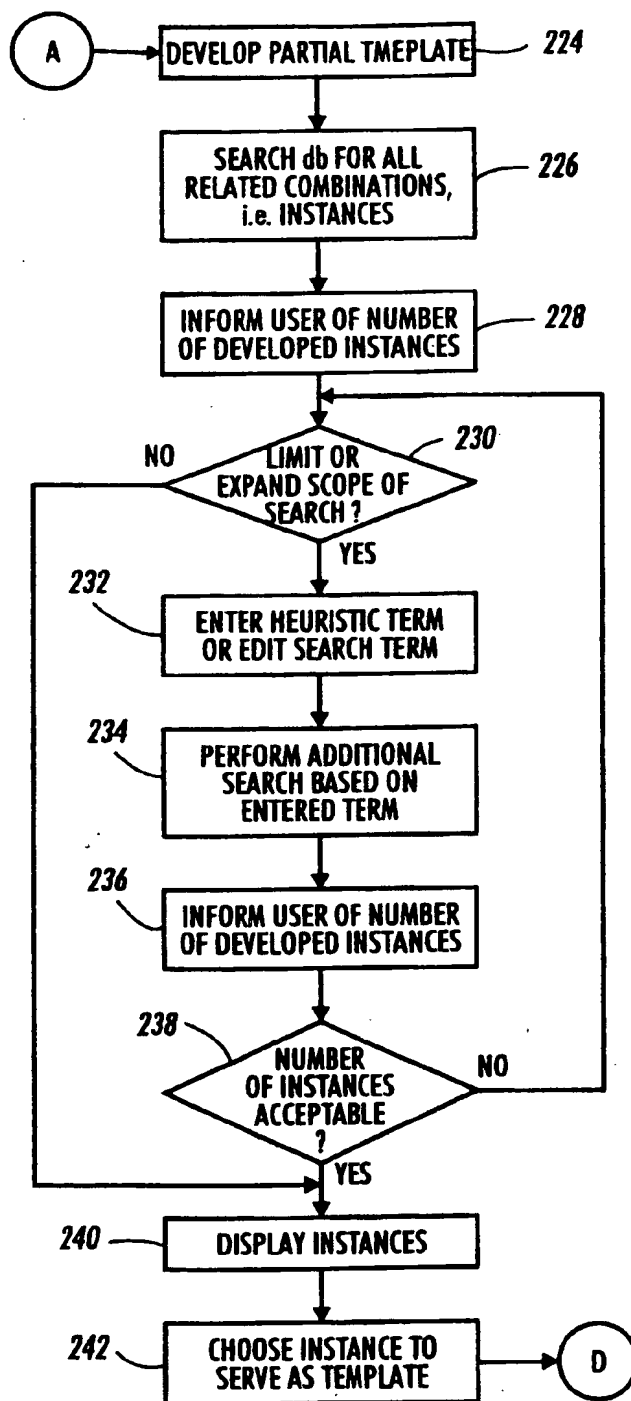 A
DEVELOP PARTIAL TMEPLATE
224
SEARCH db FOR ALL
RELATED COMBINATIONS,
i.e. INSTANCES
226
INFORM USER OF NUMBER
OF DEVELOPED INSTANCES
228
230
NO
LIMIT OR
EXPAND SCOPE OF
SEARCH ?
YES
232
ENTER HEURISTIC TERM
OR EDIT SEARCH TERM
234
PERFORM ADDITIONAL
SEARCH BASED ON
ENTERED TERM
236
INFORM USER OF NUMBER
OF DEVELOPED INSTANCES
238
NUMBER
OF INSTANCES
ACCEPTABLE
?
NO
YES
240
DISPLAY INSTANCES
242
CHOOSE INSTANCE TO
SERVE AS TEMPLATE
D